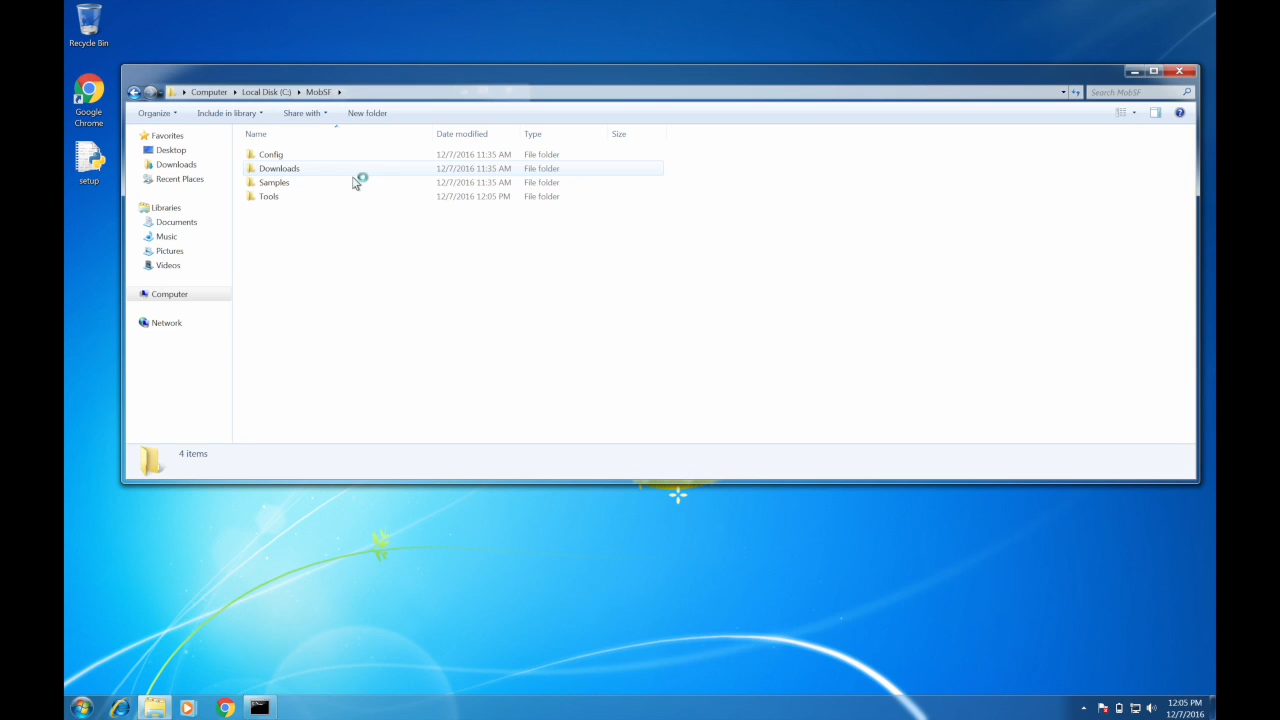 Recycle Bin
Google
Chrome
setup
Computer
Local Disk (C:)
MobSF
Search MobSF
Organize
Include in library
Share with
New folder
Favorites
Desktop
Downloads
Recent Places
Libraries
Documents
Music
Pictures
Videos
Computer
Network
Name Date modified Type Size
Config 12/7/2016 11:35 AM File folder
Downloads 12/7/2016 11:35 AM File folder
Samples 12/7/2016 11:35 AM File folder
Tools 12/7/2016 12:05 PM File folder
4 items
12:05 PM
12/7/2016